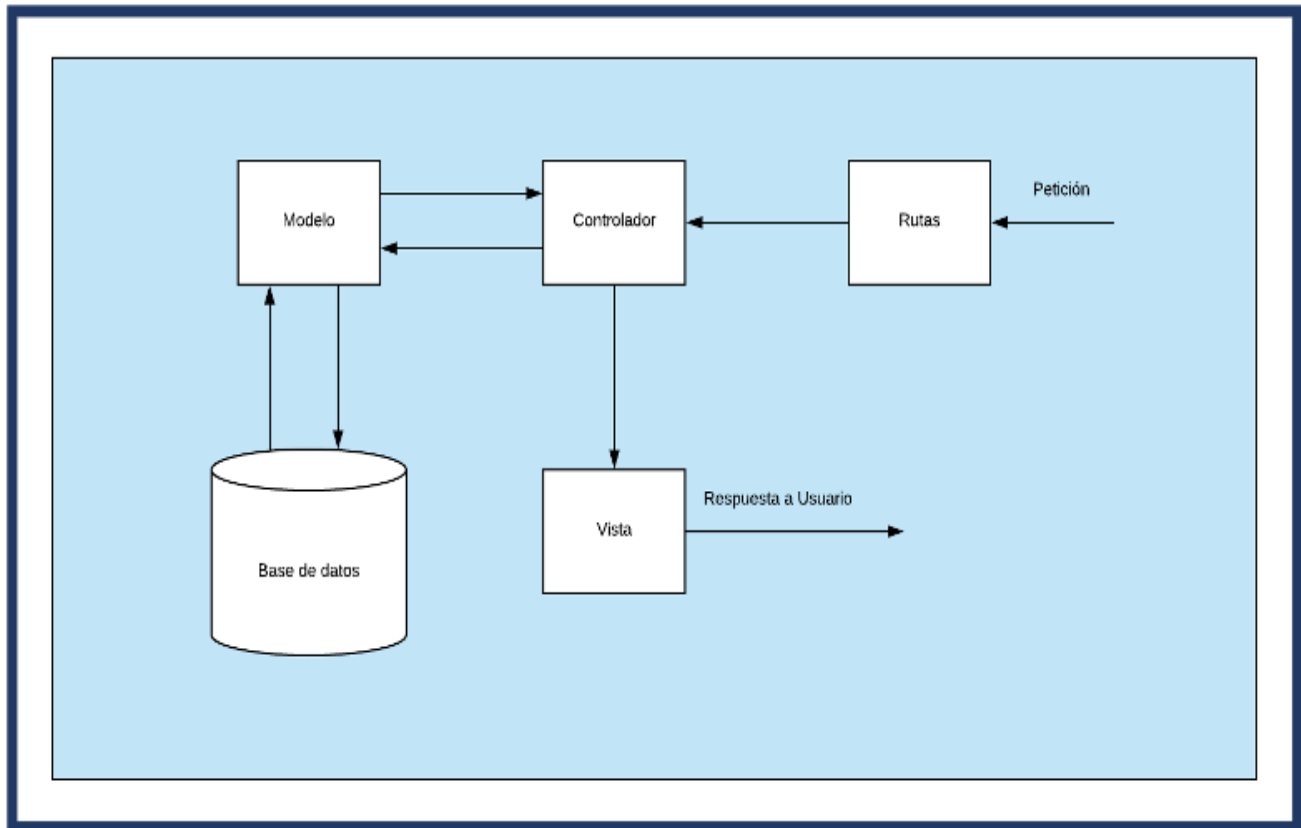 Petición
Modelo
Controlador
Rutas
Respuesta a Usuario
Vista
Base de datos